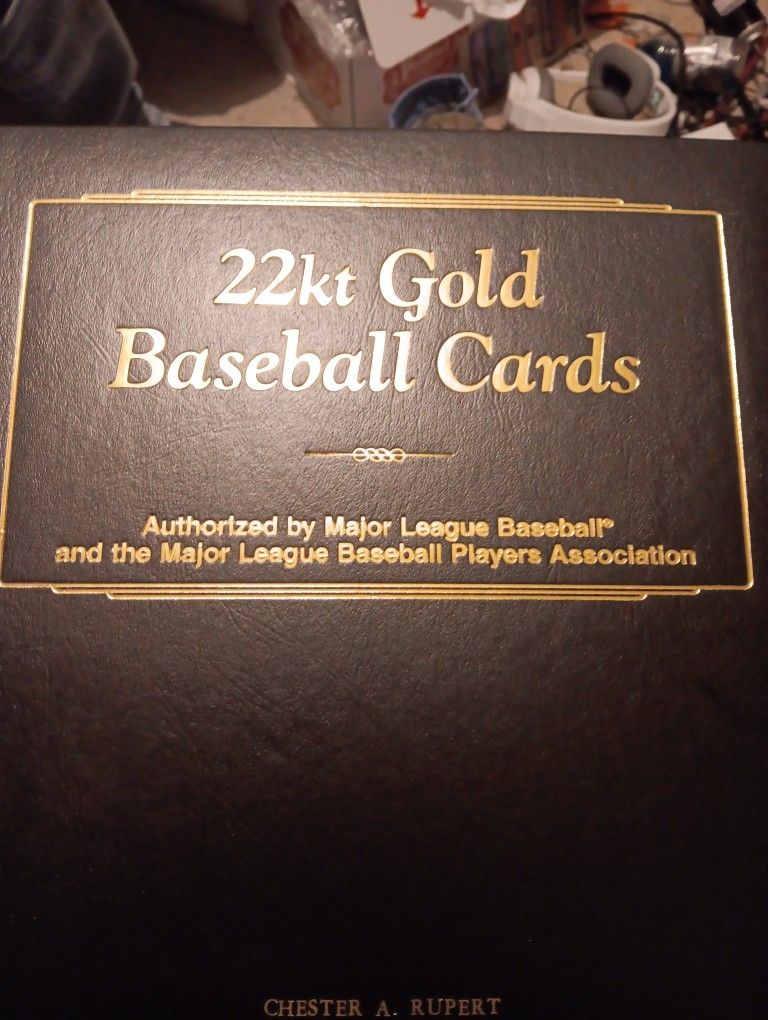 22kt Gold
Baseball Cards
Authorized by Major League Baseball®
and the Major League Baseball Players Association
CHESTER A. RUPERT